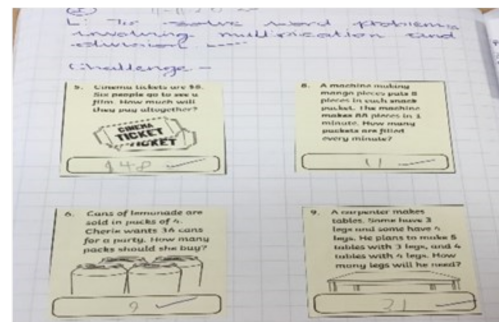 L: To solve word problems
involving multiplication and
division.
Challenge -
5. Cinema tickets are $8.
Six people go to see a
film. How much will
they pay altogether?
CINEMA
TICKET
TICKET
$48
8. A machine making
mango pieces puts 8
pieces in each snack
packet. The machine
makes 88 pieces in 1
minute. How many
packets are filled
every minute?
11
6. Cans of lemonade are
sold in packs of 4.
Cherie wants 36 cans
for a party. How many
packs should she buy?
9
9. A carpenter makes
tables. Some have 3
legs and some have 4
legs. He plans to make 5
tables with 3 legs, and 4
tables with 4 legs. How
many legs will he need?
31